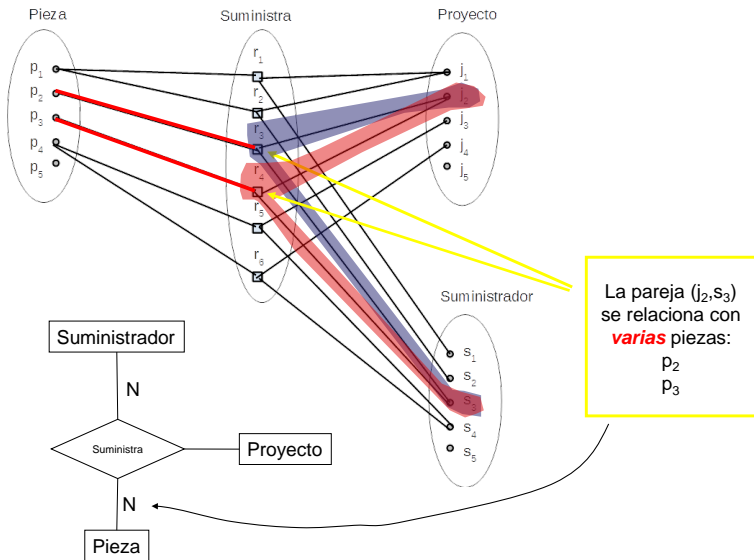 Pieza
Suministra
Proyecto
p1
p2
p3
p4
p5
r1
r2
r3
r4
r5
r6
j1
j2
j3
j4
j5
Suministrador
s1
s2
s3
s4
s5
La pareja (j2,s3)
se relaciona con
varias piezas:
p2
p3
Suministrador
N
Suministra
Proyecto
N
Pieza